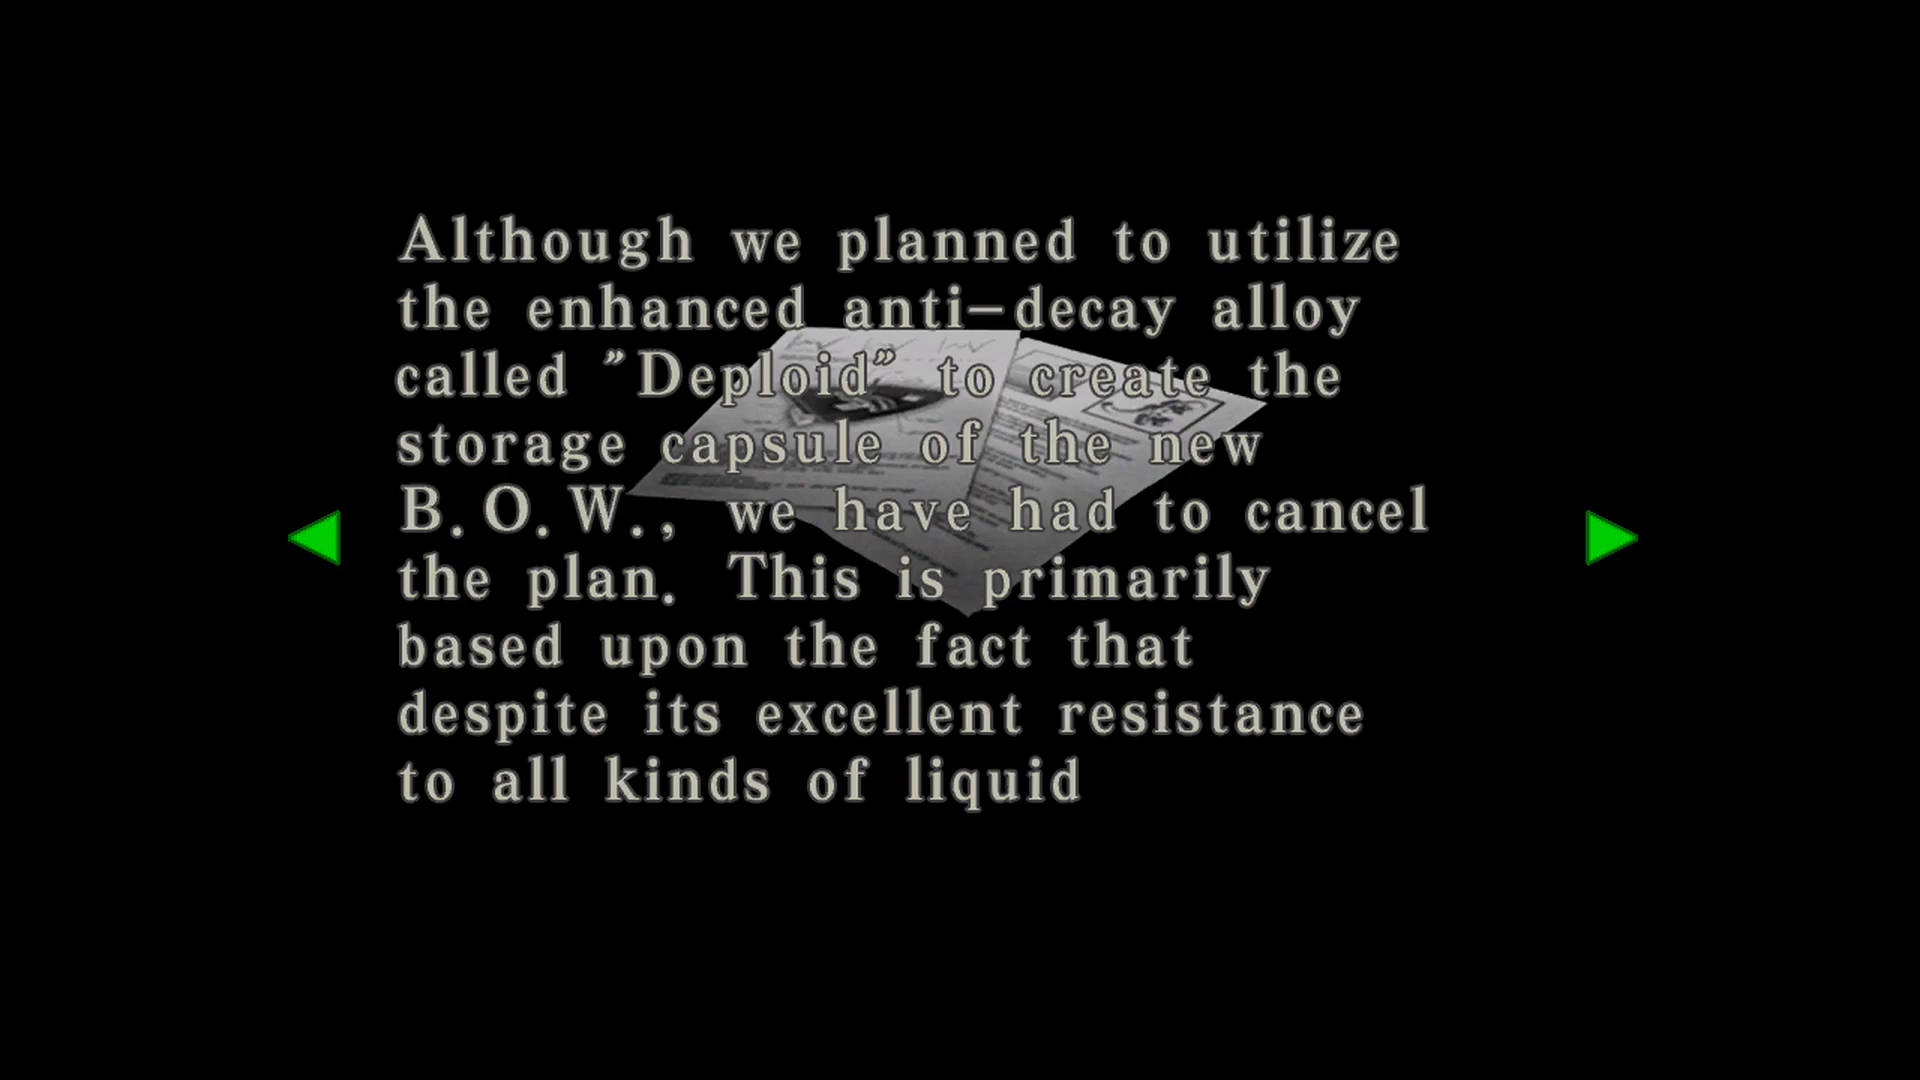 Although we planned to utilize
the enhanced anti-decay alloy
called "Deploid" to create the
storage capsule of the new
B.O.W., we have had to cancel
the plan. This is primarily
based upon the fact that
despite its excellent resistance
to all kinds of liquid